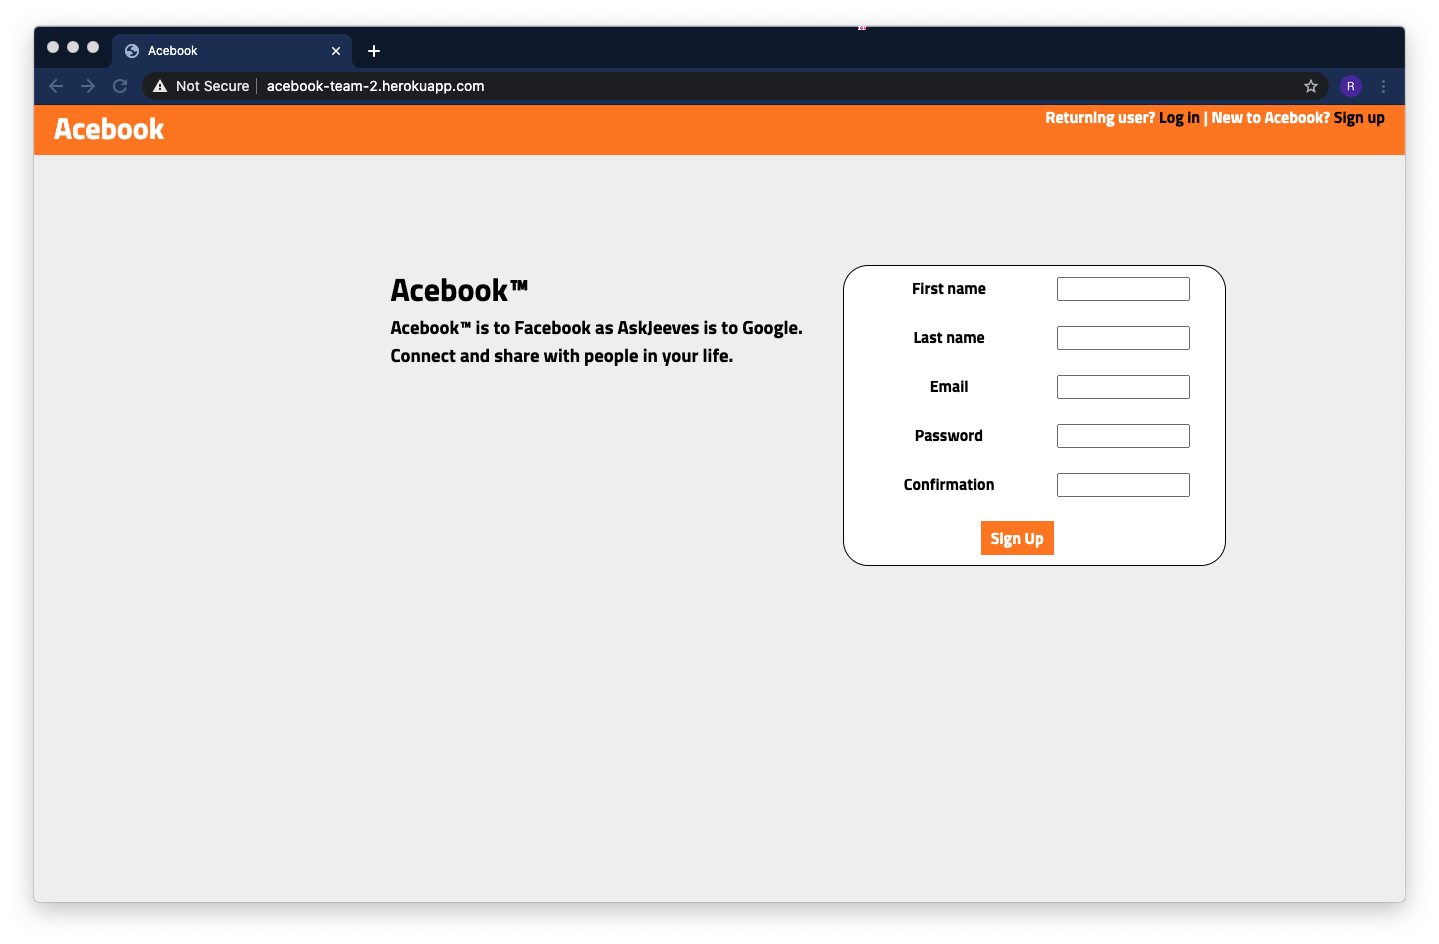 Acebook
Not Secure | acebook-team-2.herokuapp.com
R
Acebook
Returning user? Log in | New to Acebook? Sign up
Acebook™
Acebook™ is to Facebook as AskJeeves is to Google.
Connect and share with people in your life.
First name
Last name
Email
Password
Confirmation
Sign Up